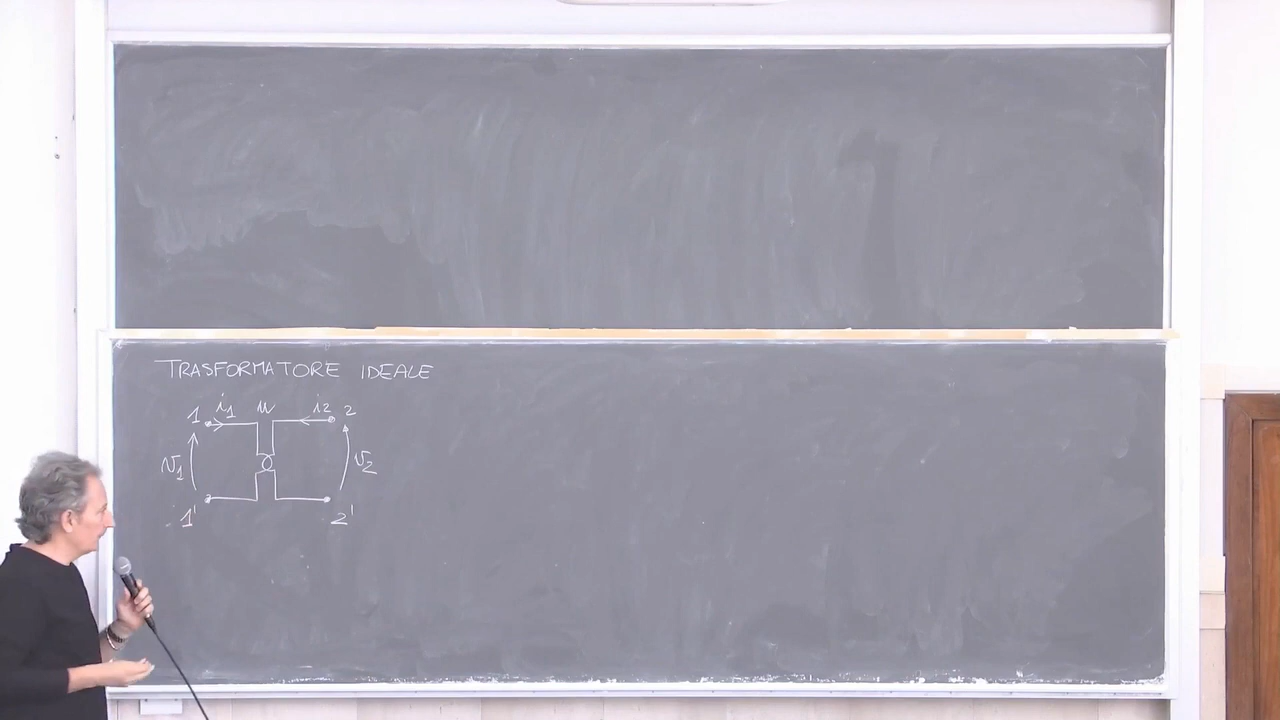 TRASFORMATORE IDEALE
1 i₁ n i₂ 2
v₁ v₂
1' 2'